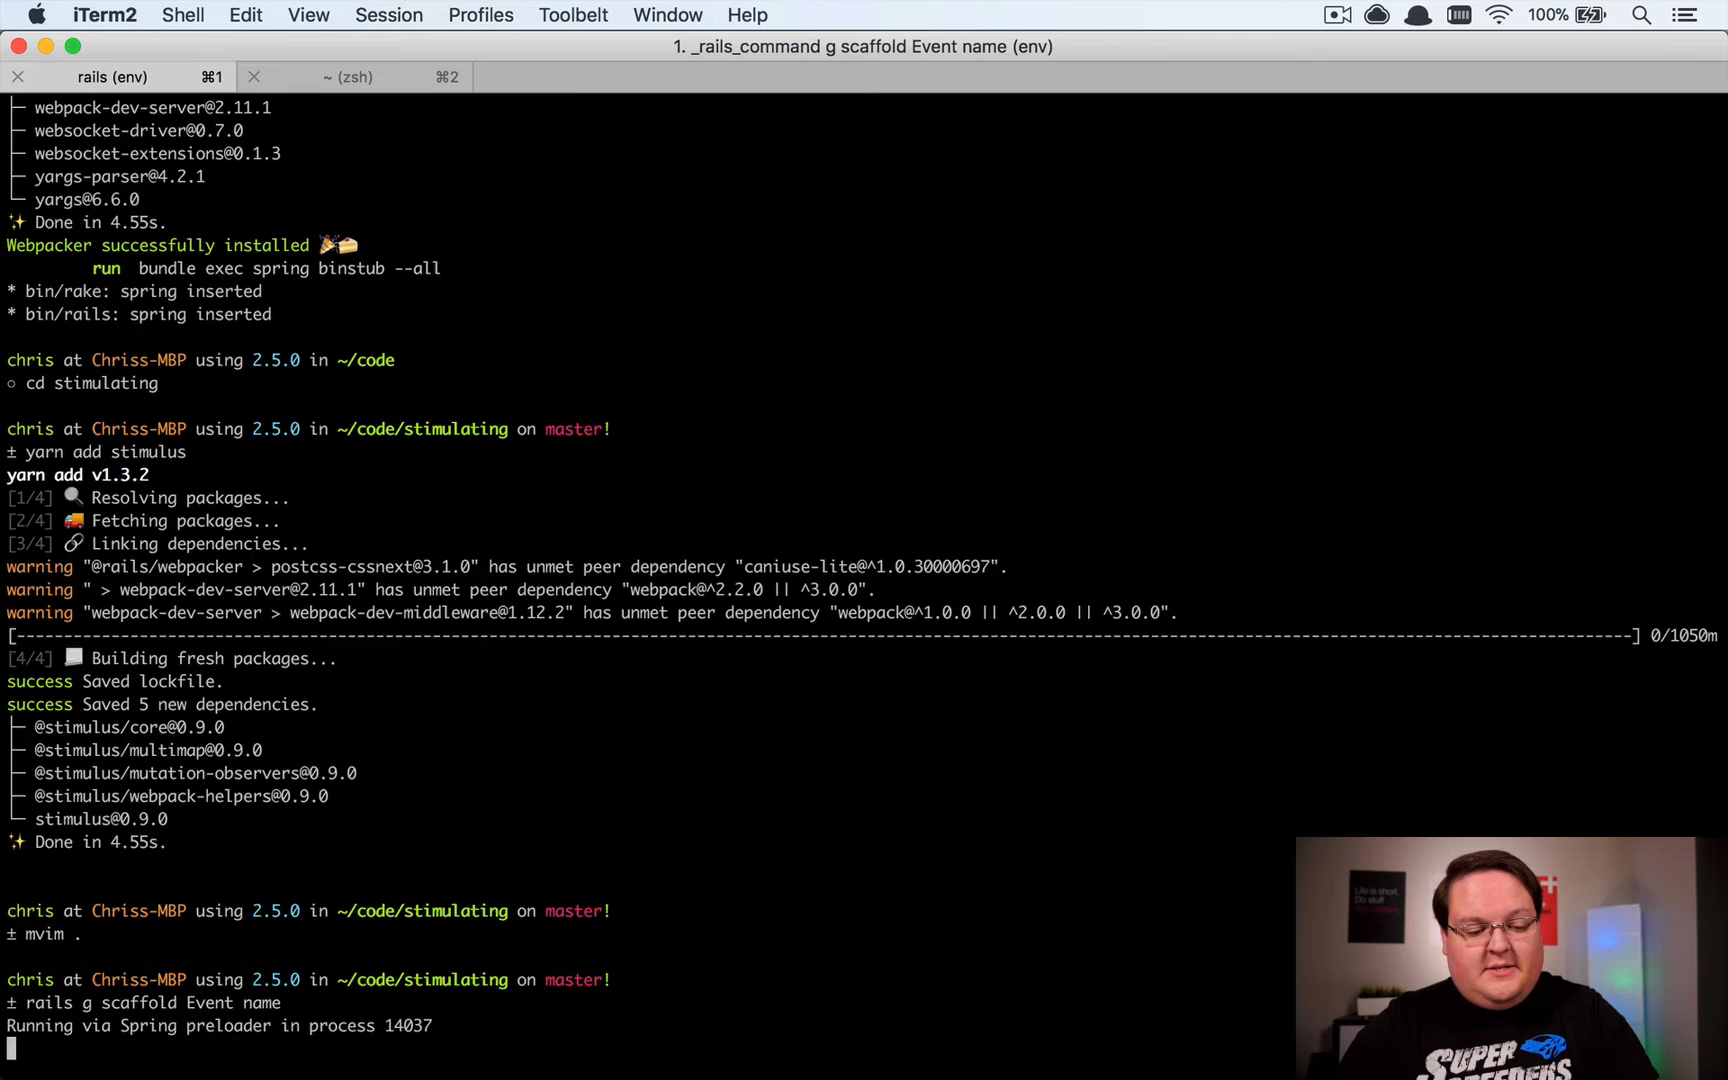 iTerm2 Shell Edit View Session Profiles Toolbelt Window Help 100%
1. _rails_command g scaffold Event name (env)
rails (env) ⌘1 ~ (zsh) ⌘2
├─ webpack-dev-server@2.11.1
├─ websocket-driver@0.7.0
├─ websocket-extensions@0.1.3
├─ yargs-parser@4.2.1
└─ yargs@6.6.0
✨ Done in 4.55s.
Webpacker successfully installed 🎉🍰
run bundle exec spring binstub --all
* bin/rake: spring inserted
* bin/rails: spring inserted
chris at Chriss-MBP using 2.5.0 in ~/code
○ cd stimulating
chris at Chriss-MBP using 2.5.0 in ~/code/stimulating on master!
± yarn add stimulus
yarn add v1.3.2
[1/4] 🔍 Resolving packages...
[2/4] 🚚 Fetching packages...
[3/4] 🔗 Linking dependencies...
warning "@rails/webpacker > postcss-cssnext@3.1.0" has unmet peer dependency "caniuse-lite@^1.0.30000697".
warning " > webpack-dev-server@2.11.1" has unmet peer dependency "webpack@^2.2.0 || ^3.0.0".
warning "webpack-dev-server > webpack-dev-middleware@1.12.2" has unmet peer dependency "webpack@^1.0.0 || ^2.0.0 || ^3.0.0".
[----------------------------------------------------------------------------------------------------] 0/1050m
[4/4] 📃 Building fresh packages...
success Saved lockfile.
success Saved 5 new dependencies.
├─ @stimulus/core@0.9.0
├─ @stimulus/multimap@0.9.0
├─ @stimulus/mutation-observers@0.9.0
├─ @stimulus/webpack-helpers@0.9.0
└─ stimulus@0.9.0
✨ Done in 4.55s.
chris at Chriss-MBP using 2.5.0 in ~/code/stimulating on master!
± mvim .
chris at Chriss-MBP using 2.5.0 in ~/code/stimulating on master!
± rails g scaffold Event name
Running via Spring preloader in process 14037
Life is short.
Do stuff
SUPER